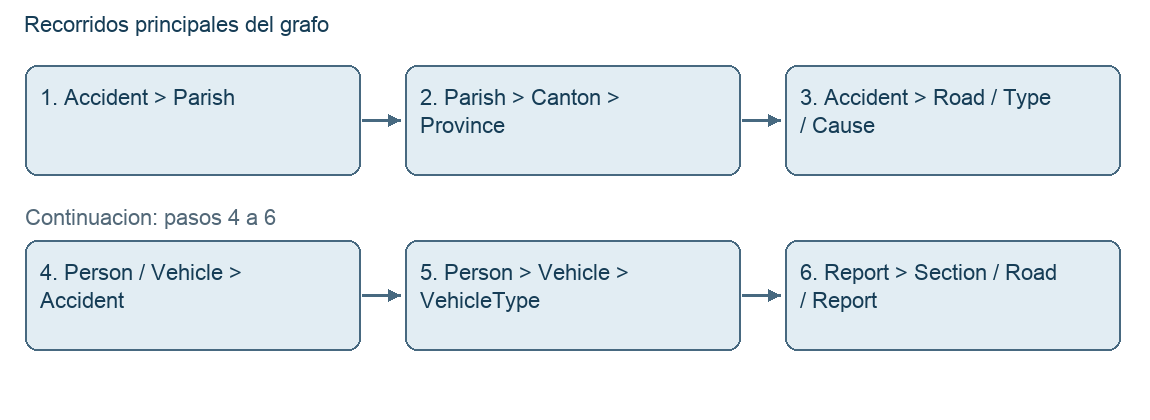 Recorridos principales del grafo
1. Accident > Parish
2. Parish > Canton >
Province
3. Accident > Road / Type
/ Cause
Continuacion: pasos 4 a 6
4. Person / Vehicle >
Accident
5. Person > Vehicle >
VehicleType
6. Report > Section / Road
/ Report